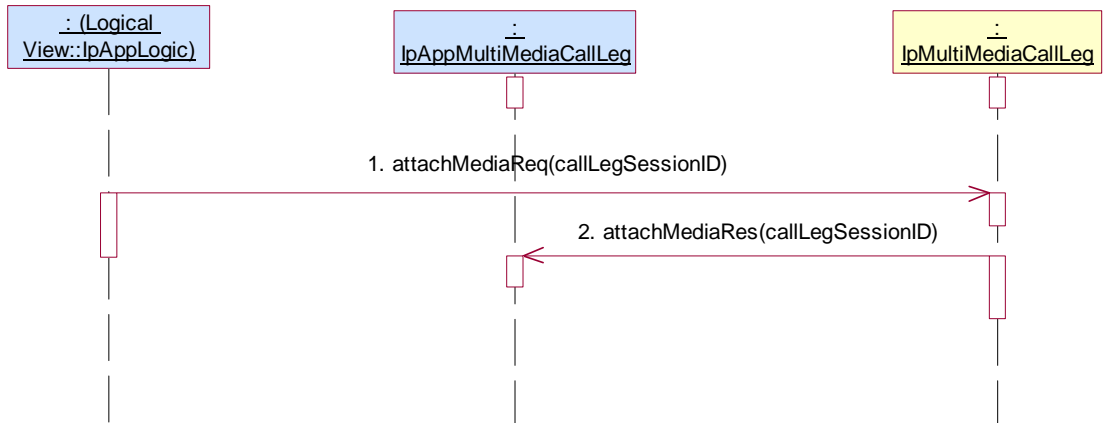 : (Logical
View::IpAppLogic)
:
IpAppMultiMediaCallLeg
:
IpMultiMediaCallLeg
1. attachMediaReq(callLegSessionID)
2. attachMediaRes(callLegSessionID)